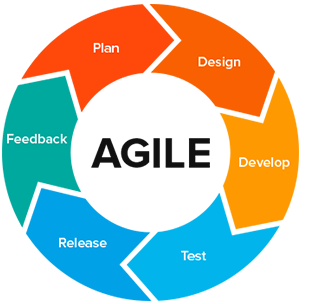 Plan
Design
Develop
Test
Release
Feedback
AGILE